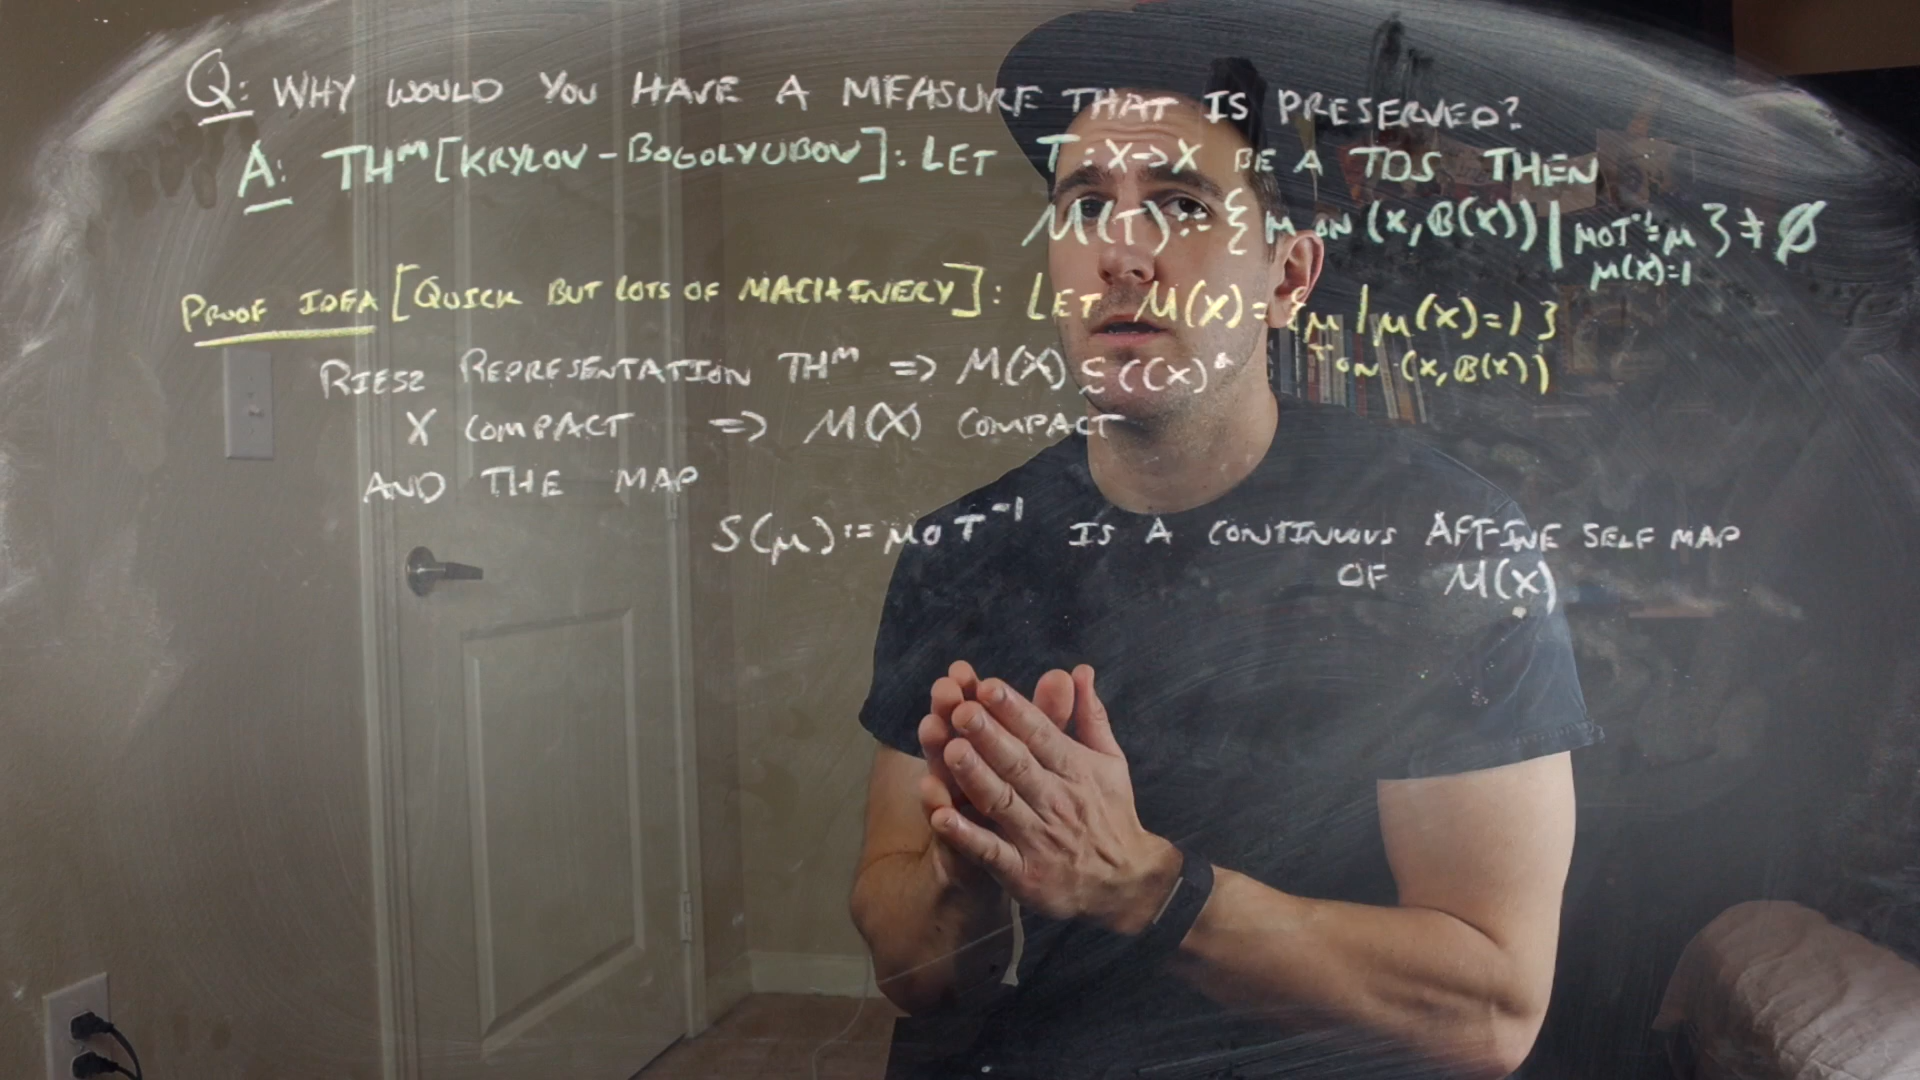 Q: WHY WOULD YOU HAVE A MEASURE THAT IS PRESERVED?
A: THᴹ [KRYLOV-BOGOLYUBOV]: LET T: X→X BE A TDS THEN
M(T) := { μ ON (X, B(X)) | μ∘T⁻¹=μ } ≠ ∅
μ(X)=1
PROOF IDEA [QUICK BUT LOTS OF MACHINERY]: LET M(X) = {μ | μ(X)=1}
ON (X, B(X))
RIESZ REPRESENTATION THᴹ => M(X) ⊆ C(X)*
X COMPACT => M(X) COMPACT
AND THE MAP
S(μ) := μ∘T⁻¹ IS A CONTINUOUS AFFINE SELF MAP
OF M(X)